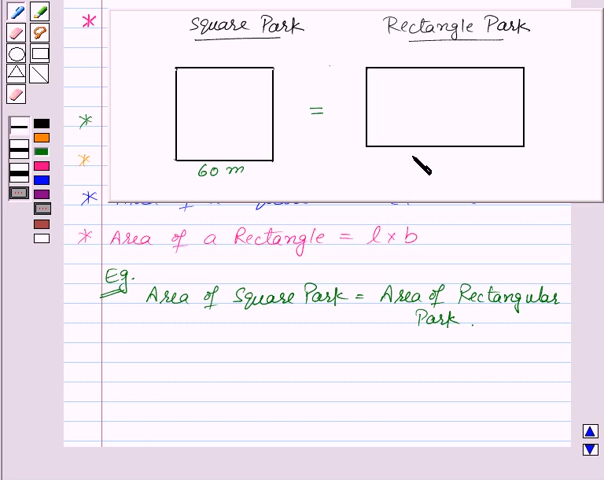 Square Park
Rectangle Park
=
60 m
* Area of a Rectangle = l × b
Eg.
Area of Square Park = Area of Rectangular
Park.